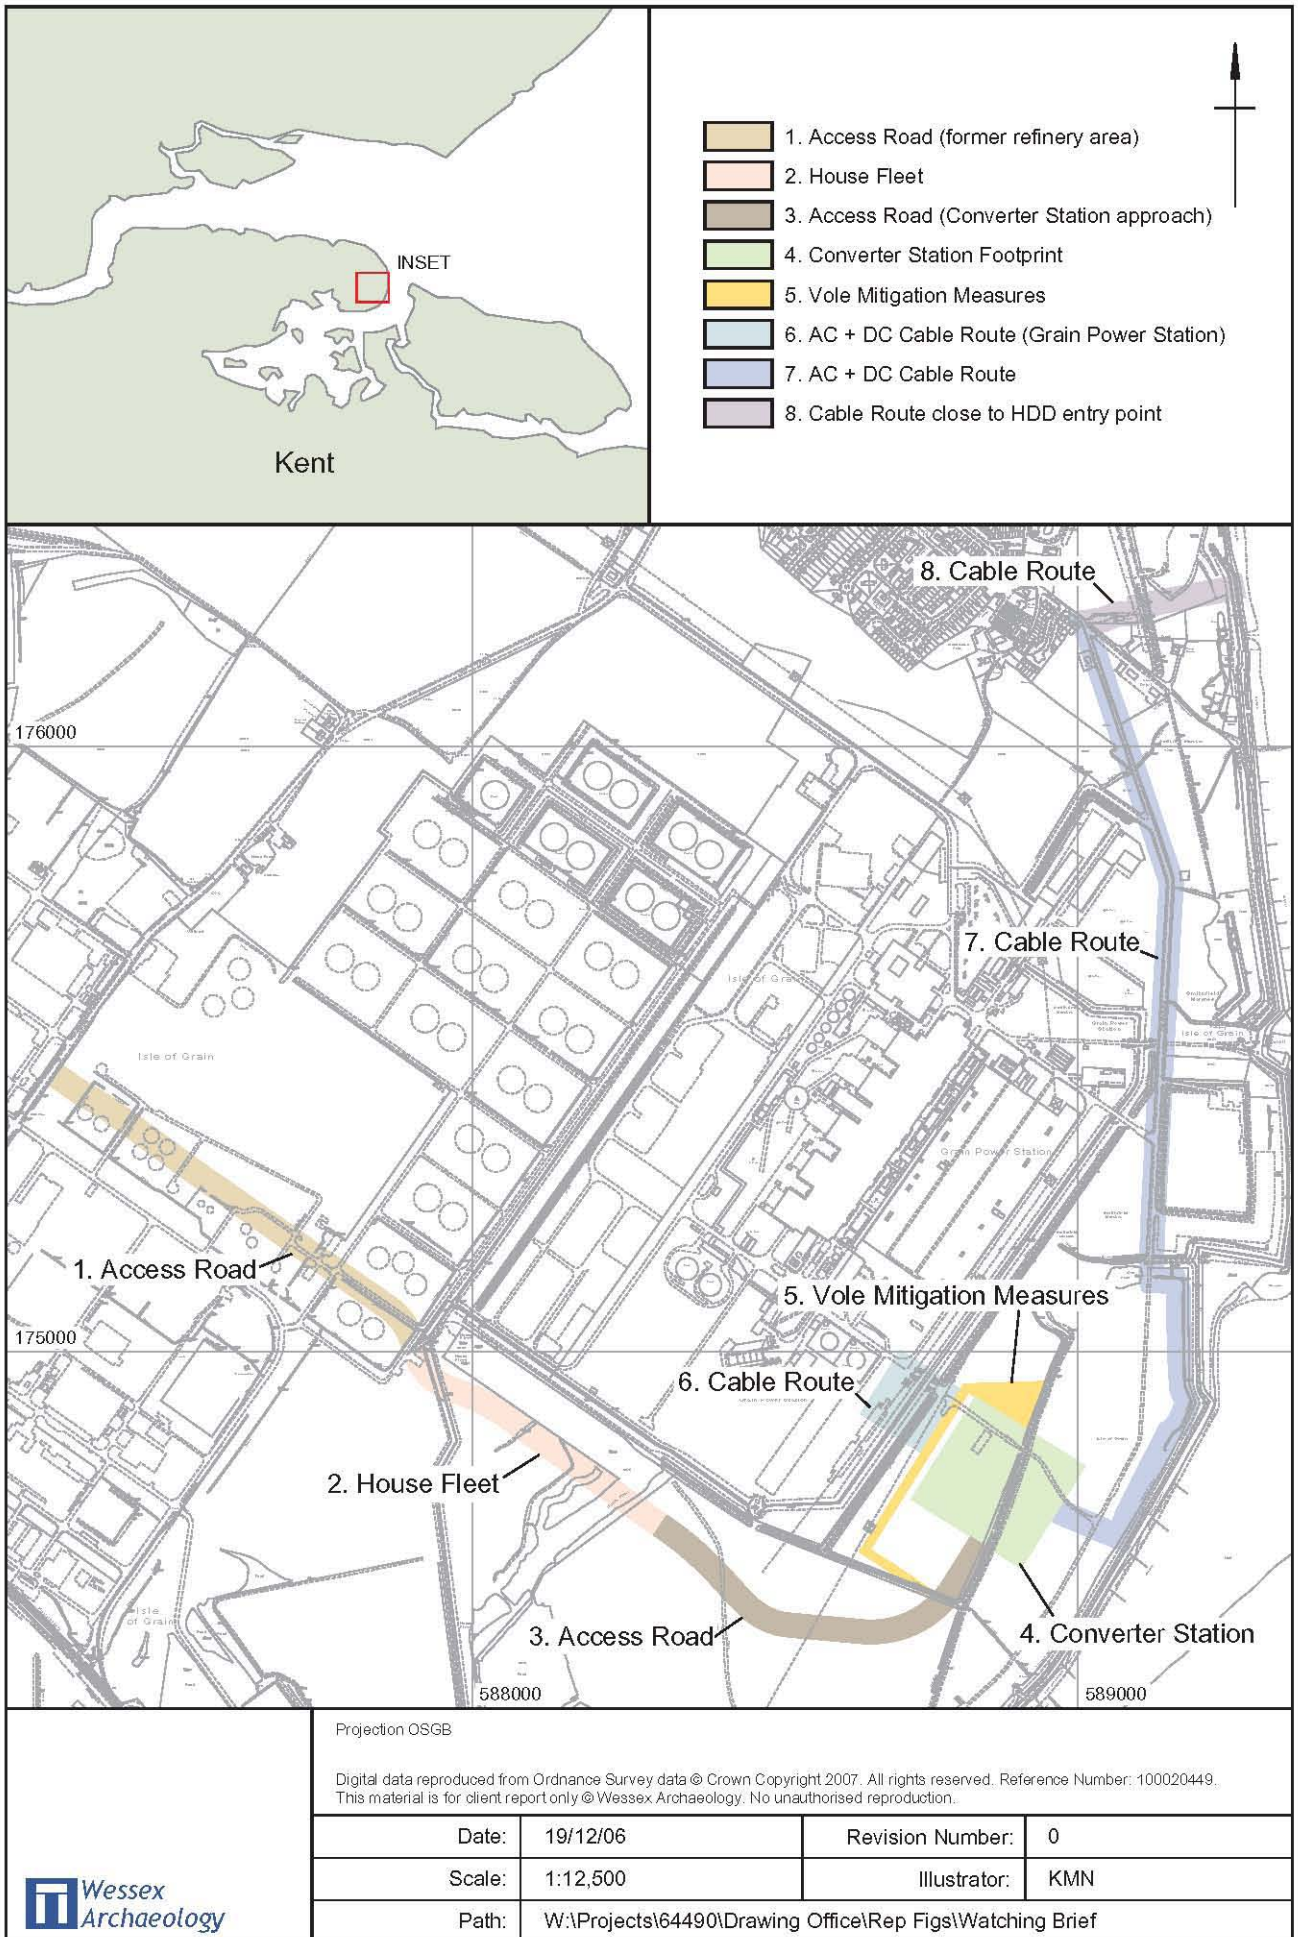 INSET
Kent
1. Access Road (former refinery area)
2. House Fleet
3. Access Road (Converter Station approach)
4. Converter Station Footprint
5. Vole Mitigation Measures
6. AC + DC Cable Route (Grain Power Station)
7. AC + DC Cable Route
8. Cable Route close to HDD entry point
8. Cable Route
176000
7. Cable Route
Isle of Grain
Isle of Grain
Isle of Grain
Grain Power Station
1. Access Road
5. Vole Mitigation Measures
175000
6. Cable Route
2. House Fleet
Isle
of Grain
3. Access Road
4. Converter Station
588000
589000
Projection OSGB
Digital data reproduced from Ordnance Survey data © Crown Copyright 2007. All rights reserved. Reference Number: 100020449.
This material is for client report only © Wessex Archaeology. No unauthorised reproduction.
Date: 19/12/06 Revision Number: 0
Scale: 1:12,500 Illustrator: KMN
Path: W:\Projects\64490\Drawing Office\Rep Figs\Watching Brief
Wessex
Archaeology